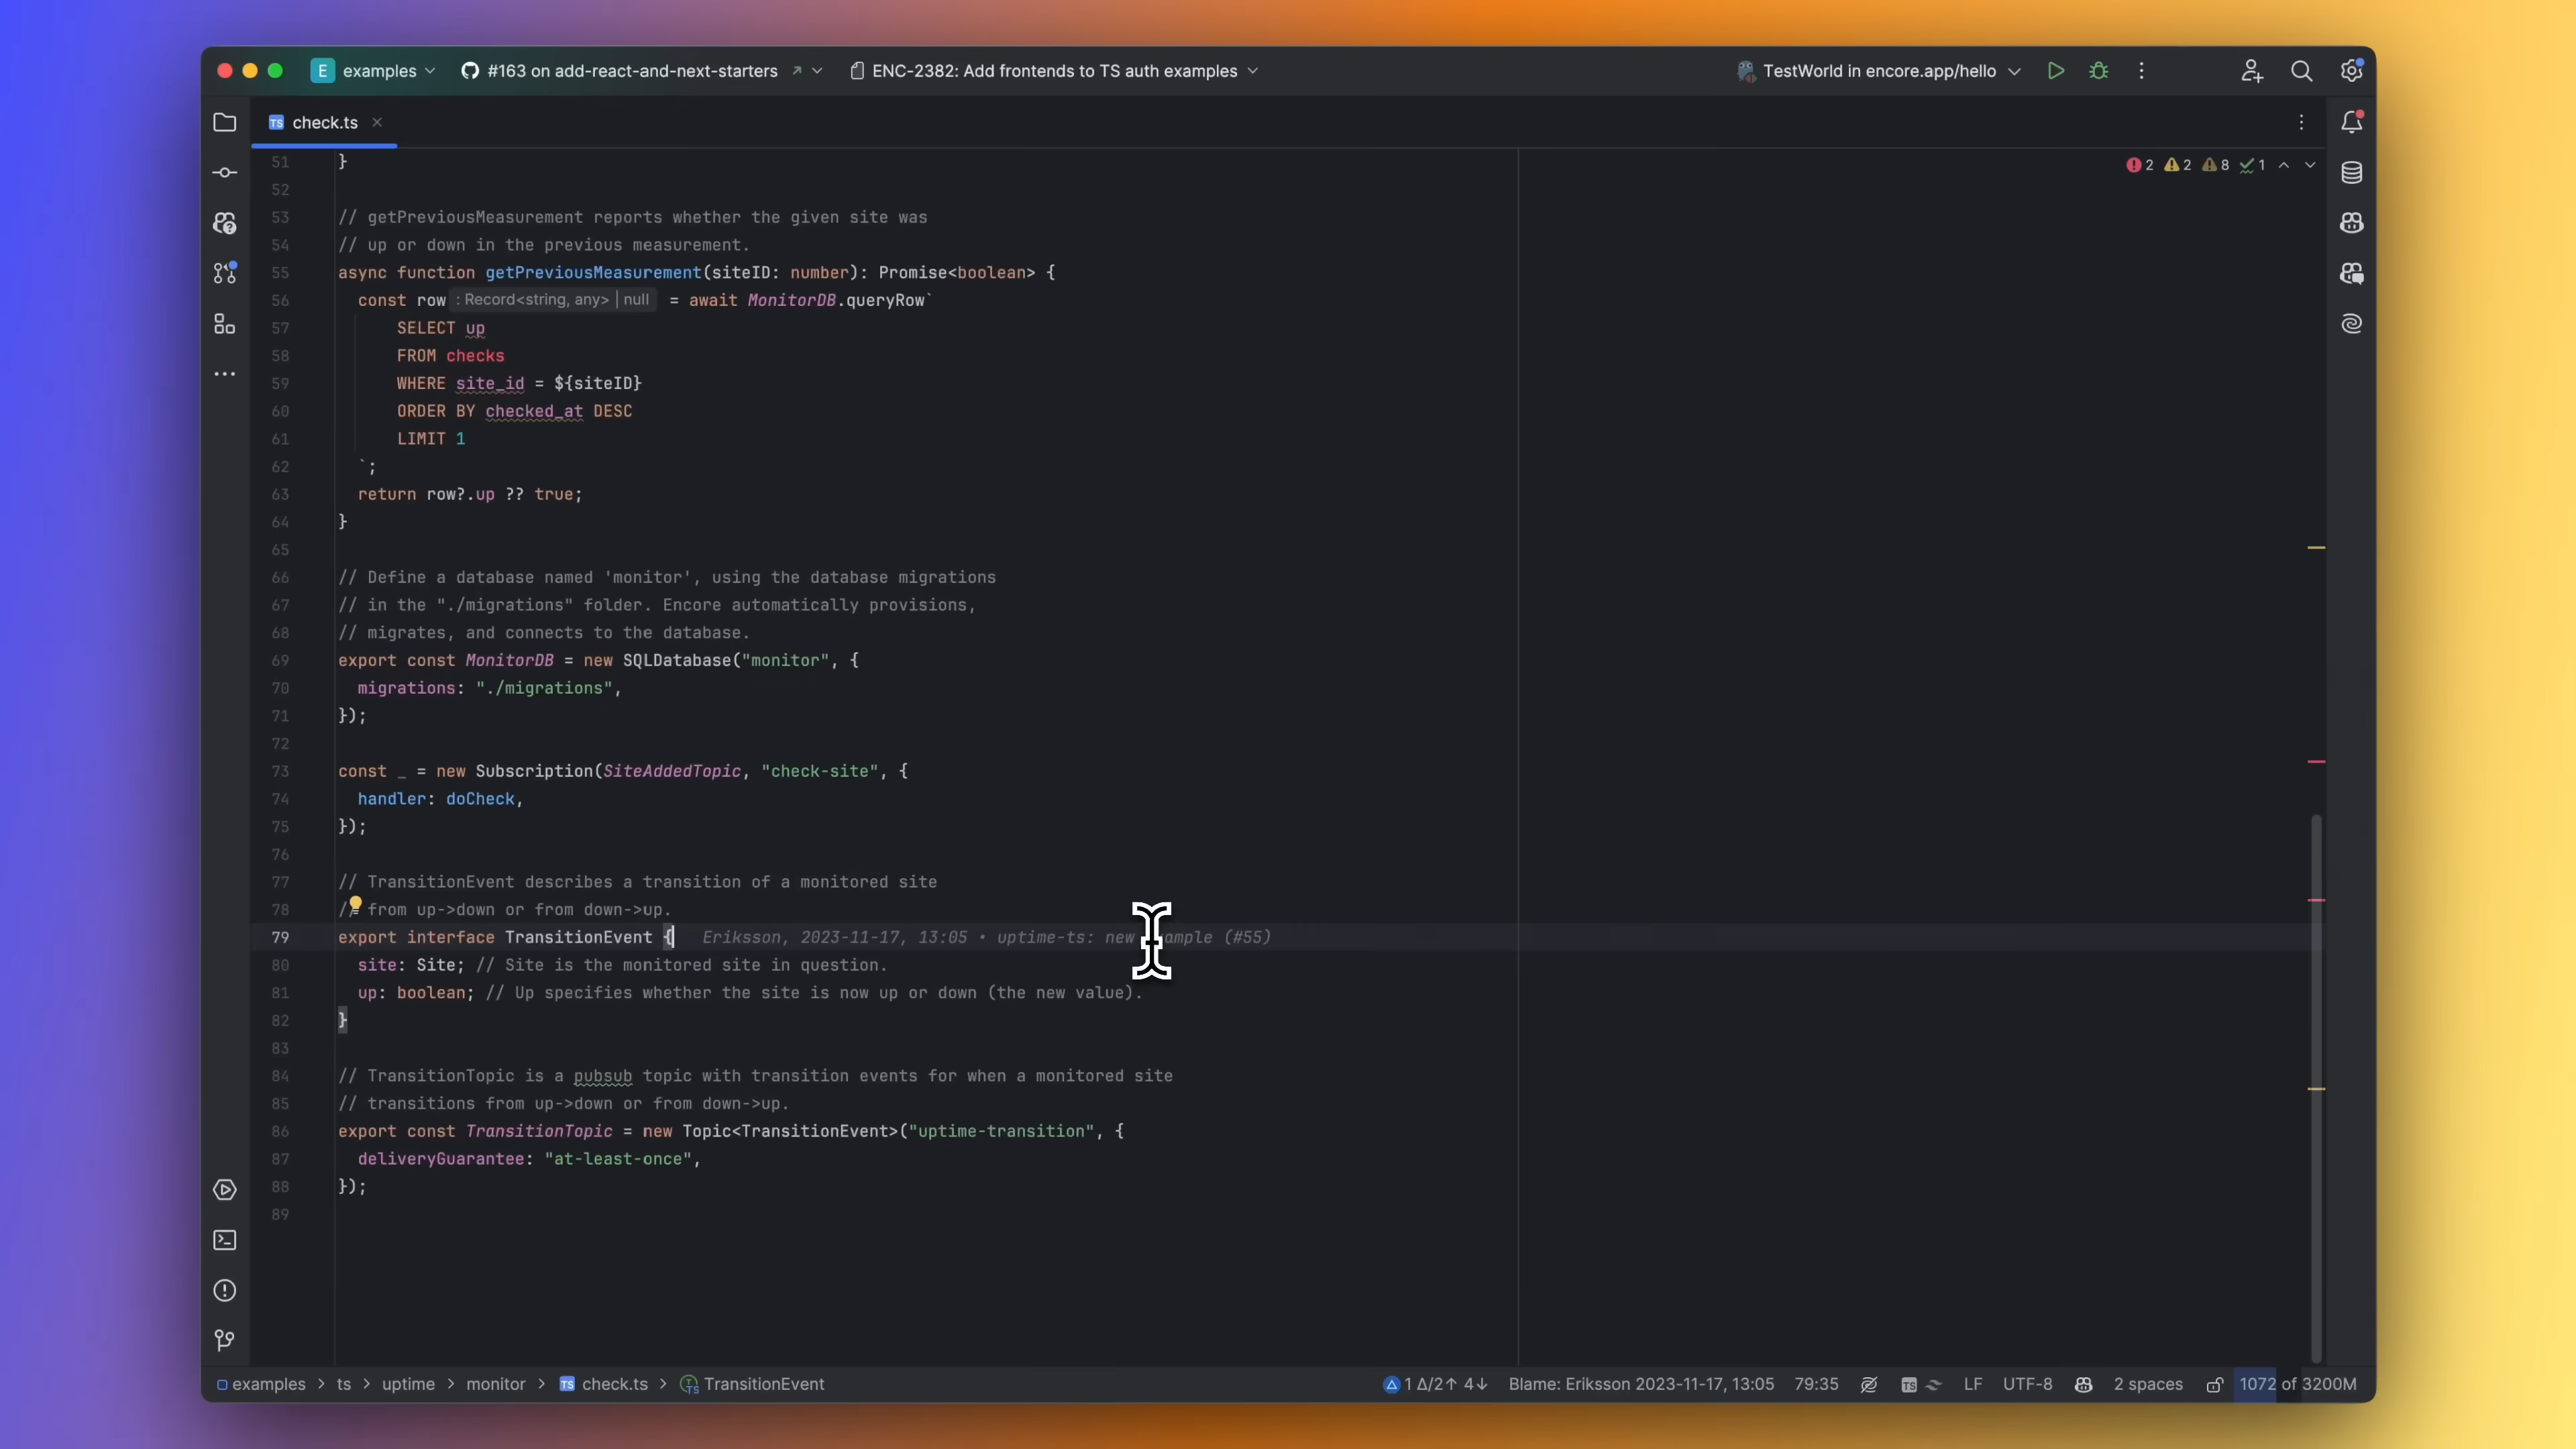 E examples #163 on add-react-and-next-starters ENC-2382: Add frontends to TS auth examples TestWorld in encore.app/hello
TS check.ts
2 2 8 1
51 }
52
53 // getPreviousMeasurement reports whether the given site was
54 // up or down in the previous measurement.
55 async function getPreviousMeasurement(siteID: number): Promise<boolean> {
56 const row : Record<string, any> | null = await MonitorDB.queryRow`
57 SELECT up
58 FROM checks
59 WHERE site_id = ${siteID}
60 ORDER BY checked_at DESC
61 LIMIT 1
62 `;
63 return row?.up ?? true;
64 }
65
66 // Define a database named 'monitor', using the database migrations
67 // in the "./migrations" folder. Encore automatically provisions,
68 // migrates, and connects to the database.
69 export const MonitorDB = new SQLDatabase("monitor", {
70 migrations: "./migrations",
71 });
72
73 const _ = new Subscription(SiteAddedTopic, "check-site", {
74 handler: doCheck,
75 });
76
77 // TransitionEvent describes a transition of a monitored site
78 // from up->down or from down->up.
79 export interface TransitionEvent { Eriksson, 2023-11-17, 13:05 • uptime-ts: new (#55)
80 site: Site; // Site is the monitored site in question.
81 up: boolean; // Up specifies whether the site is now up or down (the new value).
82 }
83
84 // TransitionTopic is a pubsub topic with transition events for when a monitored site
85 // transitions from up->down or from down->up.
86 export const TransitionTopic = new Topic<TransitionEvent>("uptime-transition", {
87 deliveryGuarantee: "at-least-once",
88 });
89
examples > ts > uptime > monitor > TS check.ts > TransitionEvent 1 Δ/2↑ 4↓ Blame: Eriksson 2023-11-17, 13:05 79:35 TS LF UTF-8 2 spaces 1072 of 3200M